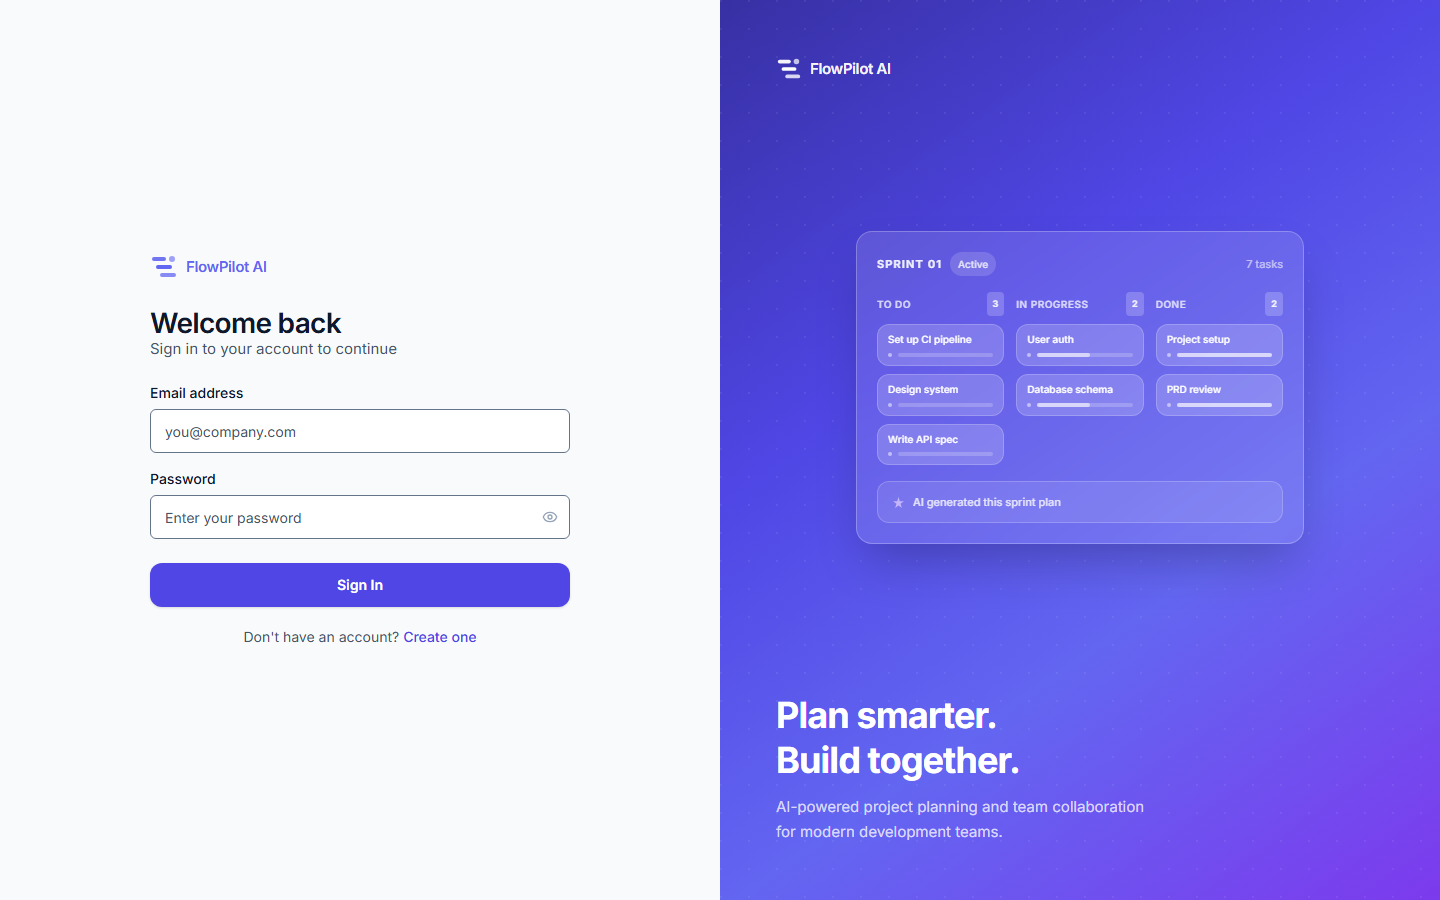 FlowPilot AI
Welcome back
Sign in to your account to continue
Email address
you@company.com
Password
Enter your password
Sign In
Don't have an account? Create one
FlowPilot AI
SPRINT 01 Active 7 tasks
TO DO 3
Set up CI pipeline
Design system
Write API spec
IN PROGRESS 2
User auth
Database schema
DONE 2
Project setup
PRD review
AI generated this sprint plan
Plan smarter.
Build together.
AI-powered project planning and team collaboration
for modern development teams.